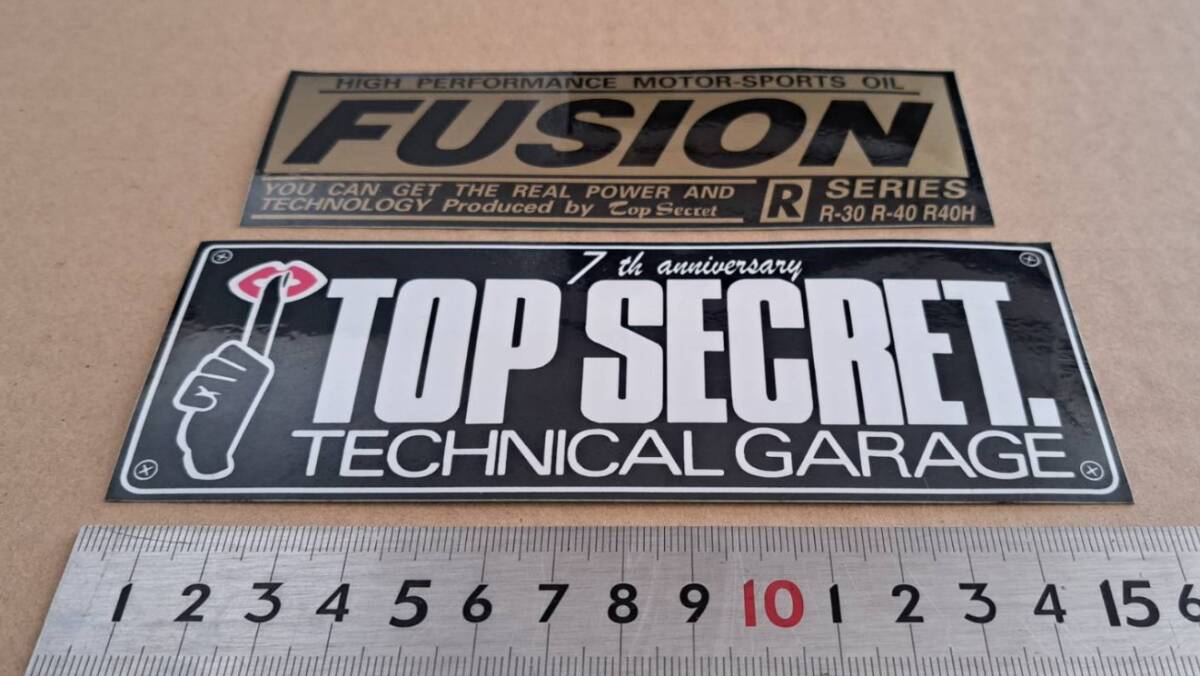 HIGH PERFORMANCE MOTOR-SPORTS OIL
FUSION
YOU CAN GET THE REAL POWER AND
TECHNOLOGY Produced by Top Secret
R SERIES
R-30 R-40 R40H
7 th anniversary
TOP SECRET.
TECHNICAL GARAGE
1 2 3 4 5 6 7 8 9 10 1 2 3 4 15 6